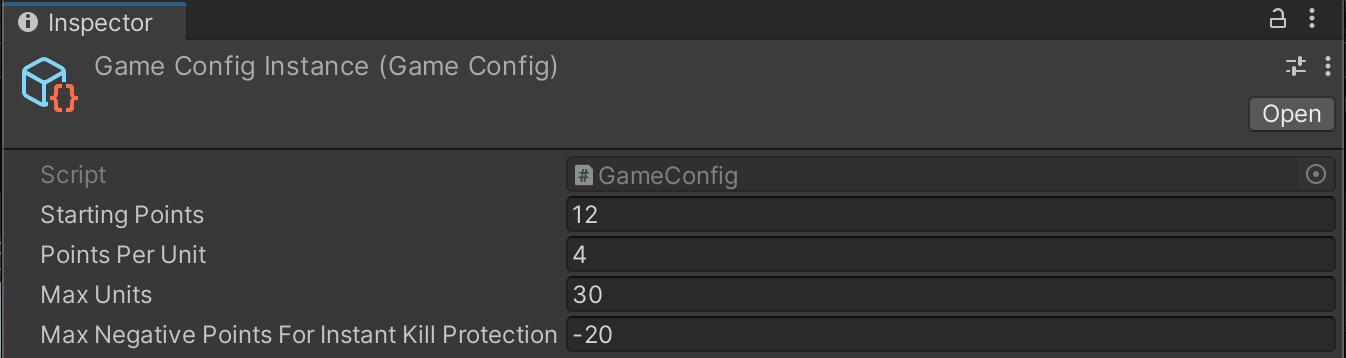 Inspector
Game Config Instance (Game Config)
Open
Script # GameConfig
Starting Points 12
Points Per Unit 4
Max Units 30
Max Negative Points For Instant Kill Protection -20